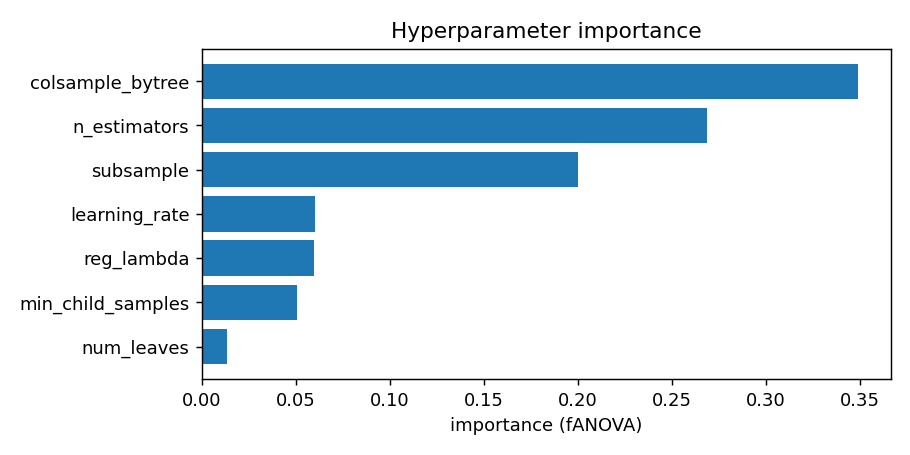 Hyperparameter importance
colsample_bytree
n_estimators
subsample
learning_rate
reg_lambda
min_child_samples
num_leaves
0.00 0.05 0.10 0.15 0.20 0.25 0.30 0.35
importance (fANOVA)